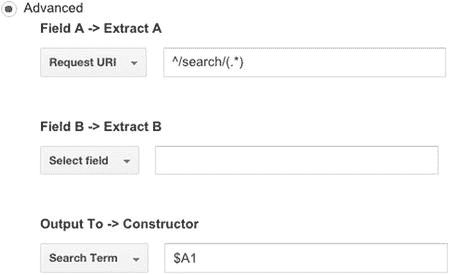 Advanced
Field A -> Extract A
Request URI ^/search/(.*)
Field B -> Extract B
Select field
Output To -> Constructor
Search Term $A1